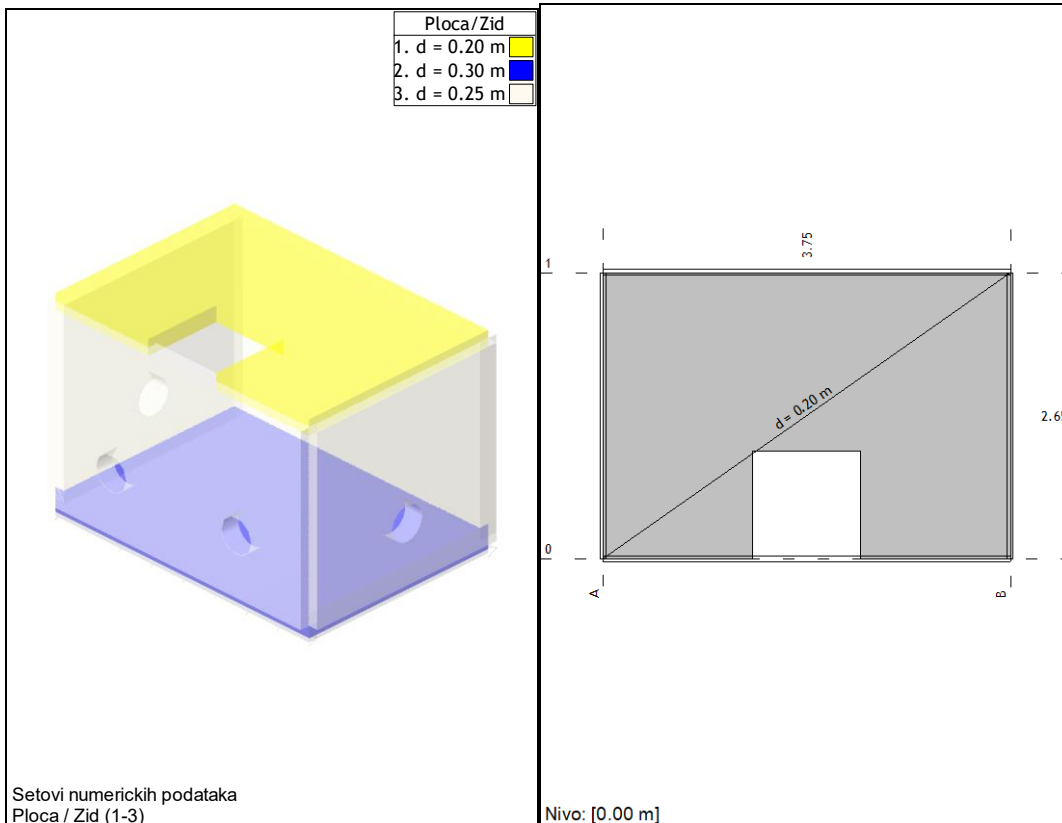 Ploca/Zid
1. d = 0.20 m
2. d = 0.30 m
3. d = 0.25 m
Setovi numerickih podataka
Ploca / Zid (1-3)
3.75
1
d = 0.20 m
0
A
B
Nivo: [0.00 m]